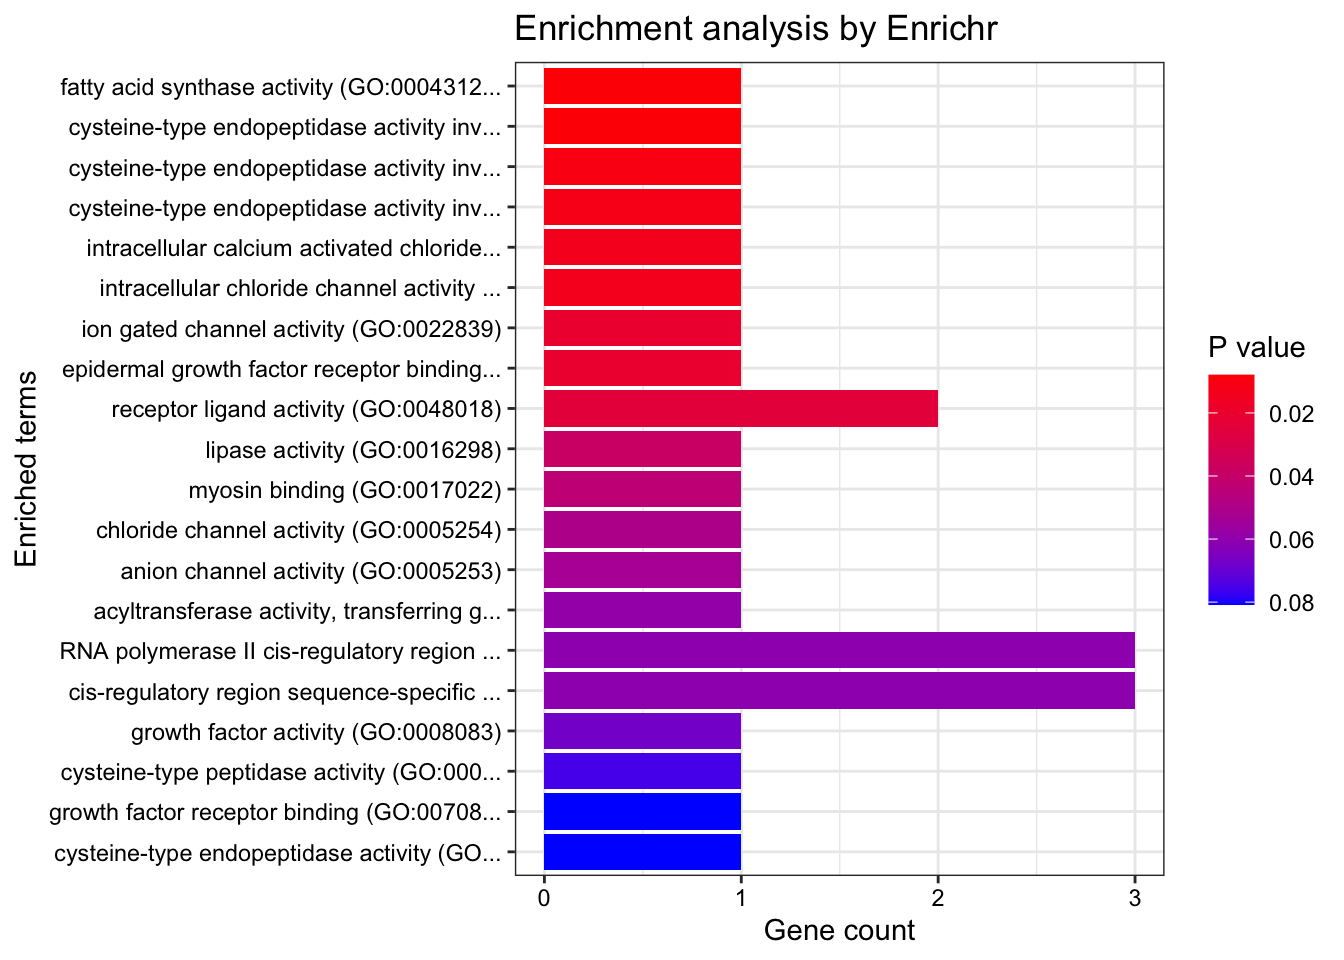 Enrichment analysis by Enrichr
fatty acid synthase activity (GO:0004312...
cysteine-type endopeptidase activity inv...
cysteine-type endopeptidase activity inv...
cysteine-type endopeptidase activity inv...
intracellular calcium activated chloride...
intracellular chloride channel activity ...
ion gated channel activity (GO:0022839)
epidermal growth factor receptor binding...
receptor ligand activity (GO:0048018)
lipase activity (GO:0016298)
myosin binding (GO:0017022)
chloride channel activity (GO:0005254)
anion channel activity (GO:0005253)
acyltransferase activity, transferring g...
RNA polymerase II cis-regulatory region ...
cis-regulatory region sequence-specific ...
growth factor activity (GO:0008083)
cysteine-type peptidase activity (GO:000...
growth factor receptor binding (GO:00708...
cysteine-type endopeptidase activity (GO...
Enriched terms
0 1 2 3
Gene count
P value
0.02
0.04
0.06
0.08